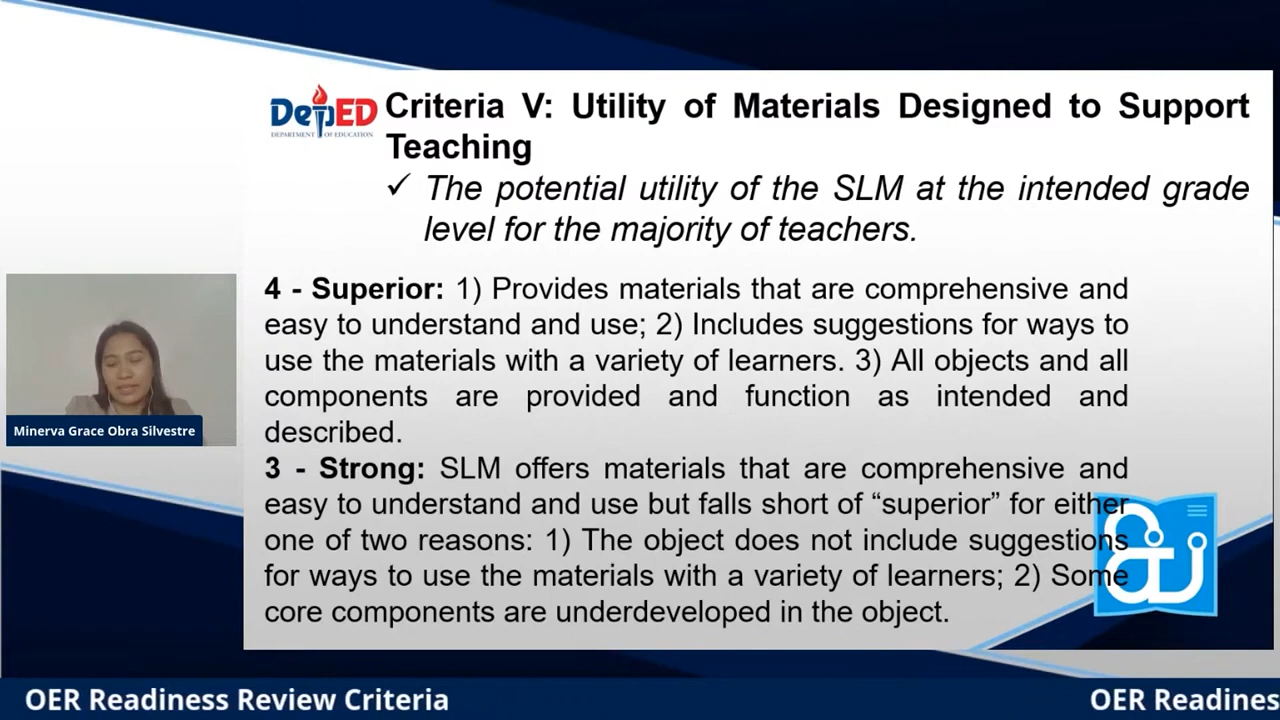 DepED
DEPARTMENT OF EDUCATION
Criteria V: Utility of Materials Designed to Support
Teaching
✓ The potential utility of the SLM at the intended grade
level for the majority of teachers.
4 - Superior: 1) Provides materials that are comprehensive and
easy to understand and use; 2) Includes suggestions for ways to
use the materials with a variety of learners. 3) All objects and all
components are provided and function as intended and
described.
3 - Strong: SLM offers materials that are comprehensive and
easy to understand and use but falls short of “superior” for either
one of two reasons: 1) The object does not include suggestions
for ways to use the materials with a variety of learners; 2) Some
core components are underdeveloped in the object.
Minerva Grace Obra Silvestre
OER Readiness Review Criteria
OER Readines